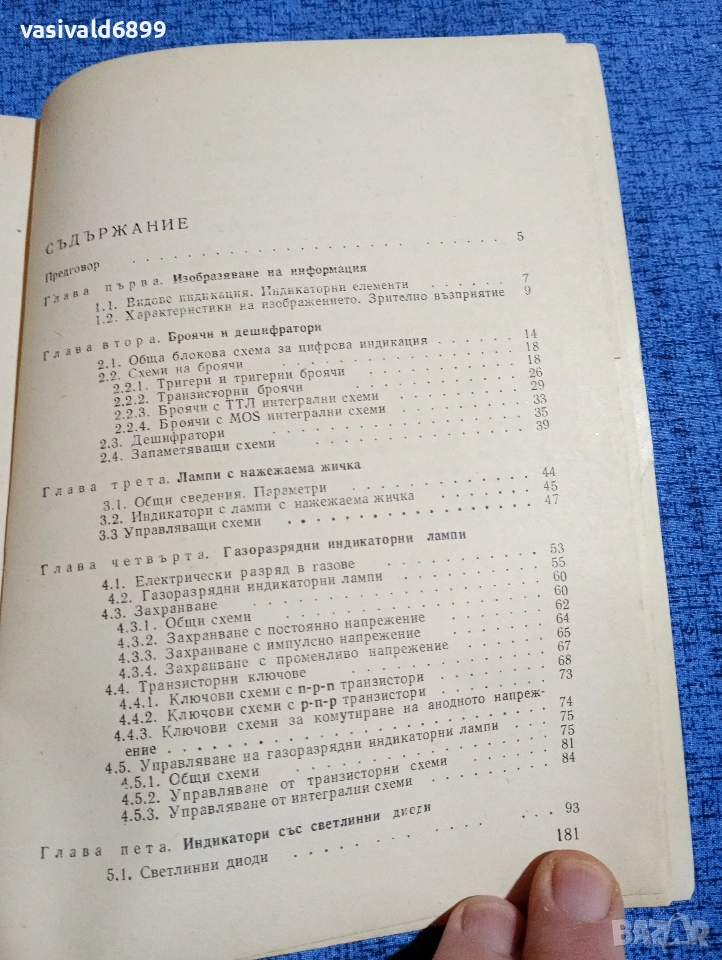 vasivald6899
СЪДЪРЖАНИЕ
Предговор . . . . . . . . . . . . . . . . . 5
Глава първа. Изобразяване на информация
1.1. Видове индикация. Индикаторни елементи . . . . . 7
1.2. Характеристики на изображението. Зрително възприятие 9
Глава втора. Броячи и дешифратори
2.1. Обща блокова схема за цифрова индикация . . . . 14
2.2. Схеми на броячи . . . . . . . . . . 18
2.2.1. Тригери и тригерни броячи . . . . . . 18
2.2.2. Транзисторни броячи . . . . . . . 26
2.2.3. Броячи с ТТЛ интегрални схеми . . . . . 29
2.2.4. Броячи с MOS интегрални схеми . . . . . 33
2.3. Дешифратори . . . . . . . . . . 35
2.4. Запаметяващи схеми . . . . . . . . . 39
Глава трета. Лампи с нажежаема жичка
3.1. Общи сведения. Параметри . . . . . . . 44
3.2. Индикатори с лампи с нажежаема жичка . . . . . 45
3.3 Управляващи схеми . . . . . . . . . 47
Глава четвърта. Газоразрядни индикаторни лампи
4.1. Електрически разряд в газове . . . . . . 53
4.2. Газоразрядни индикаторни лампи . . . . . . 55
4.3. Захранване . . . . . . . . . . 60
4.3.1. Общи схеми . . . . . . . . . 60
4.3.2. Захранване с постоянно напрежение . . . . 62
4.3.3. Захранване с импулсно напрежение . . . . 64
4.3.4. Захранване с променливо напрежение . . . . 65
4.4. Транзисторни ключове . . . . . . . . 67
4.4.1. Ключови схеми с n-p-n транзистори . . . . 68
4.4.2. Ключови схеми с p-n-p транзистори . . . . 73
4.4.3. Ключови схеми за комутиране на анодното напреж-
ение . . . . . . . . . . . . 74
4.5. Управляване на газоразрядни индикаторни лампи . . . 75
4.5.1. Общи схеми . . . . . . . . . 75
4.5.2. Управляване от транзисторни схеми . . . . 81
4.5.3. Управляване от интегрални схеми . . . . . 84
Глава пета. Индикатори със светлинни диоди
5.1. Светлинни диоди . . . . . . . . . . 93
181
BAZAR